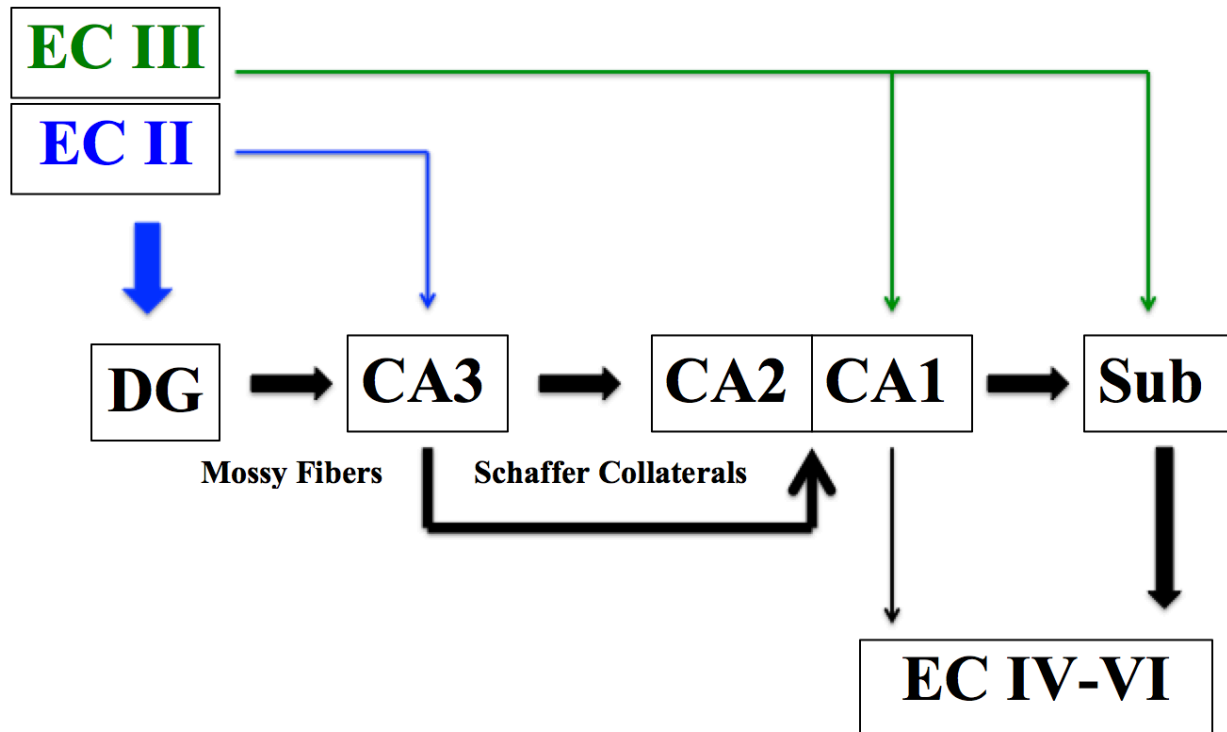 EC III
EC II
DG
CA3
CA2
CA1
Sub
Mossy Fibers
Schaffer Collaterals
EC IV-VI